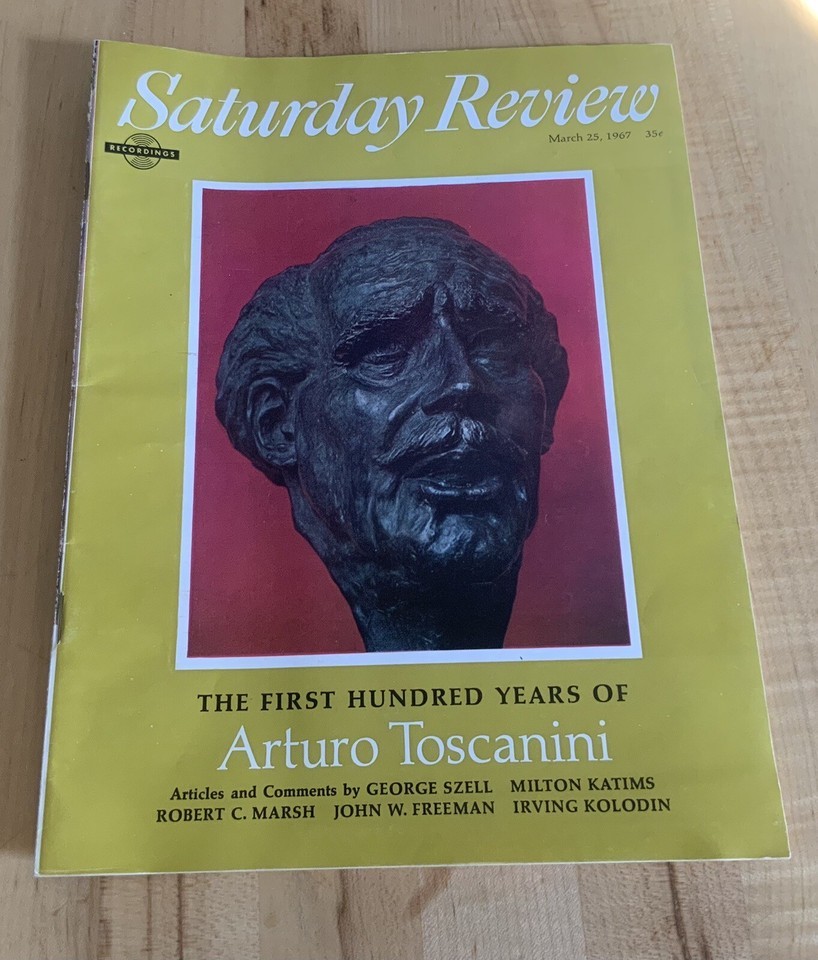 Saturday Review
March 25, 1967 35¢
RECORDINGS
THE FIRST HUNDRED YEARS OF
Arturo Toscanini
Articles and Comments by GEORGE SZELL MILTON KATIMS
ROBERT C. MARSH JOHN W. FREEMAN IRVING KOLODIN